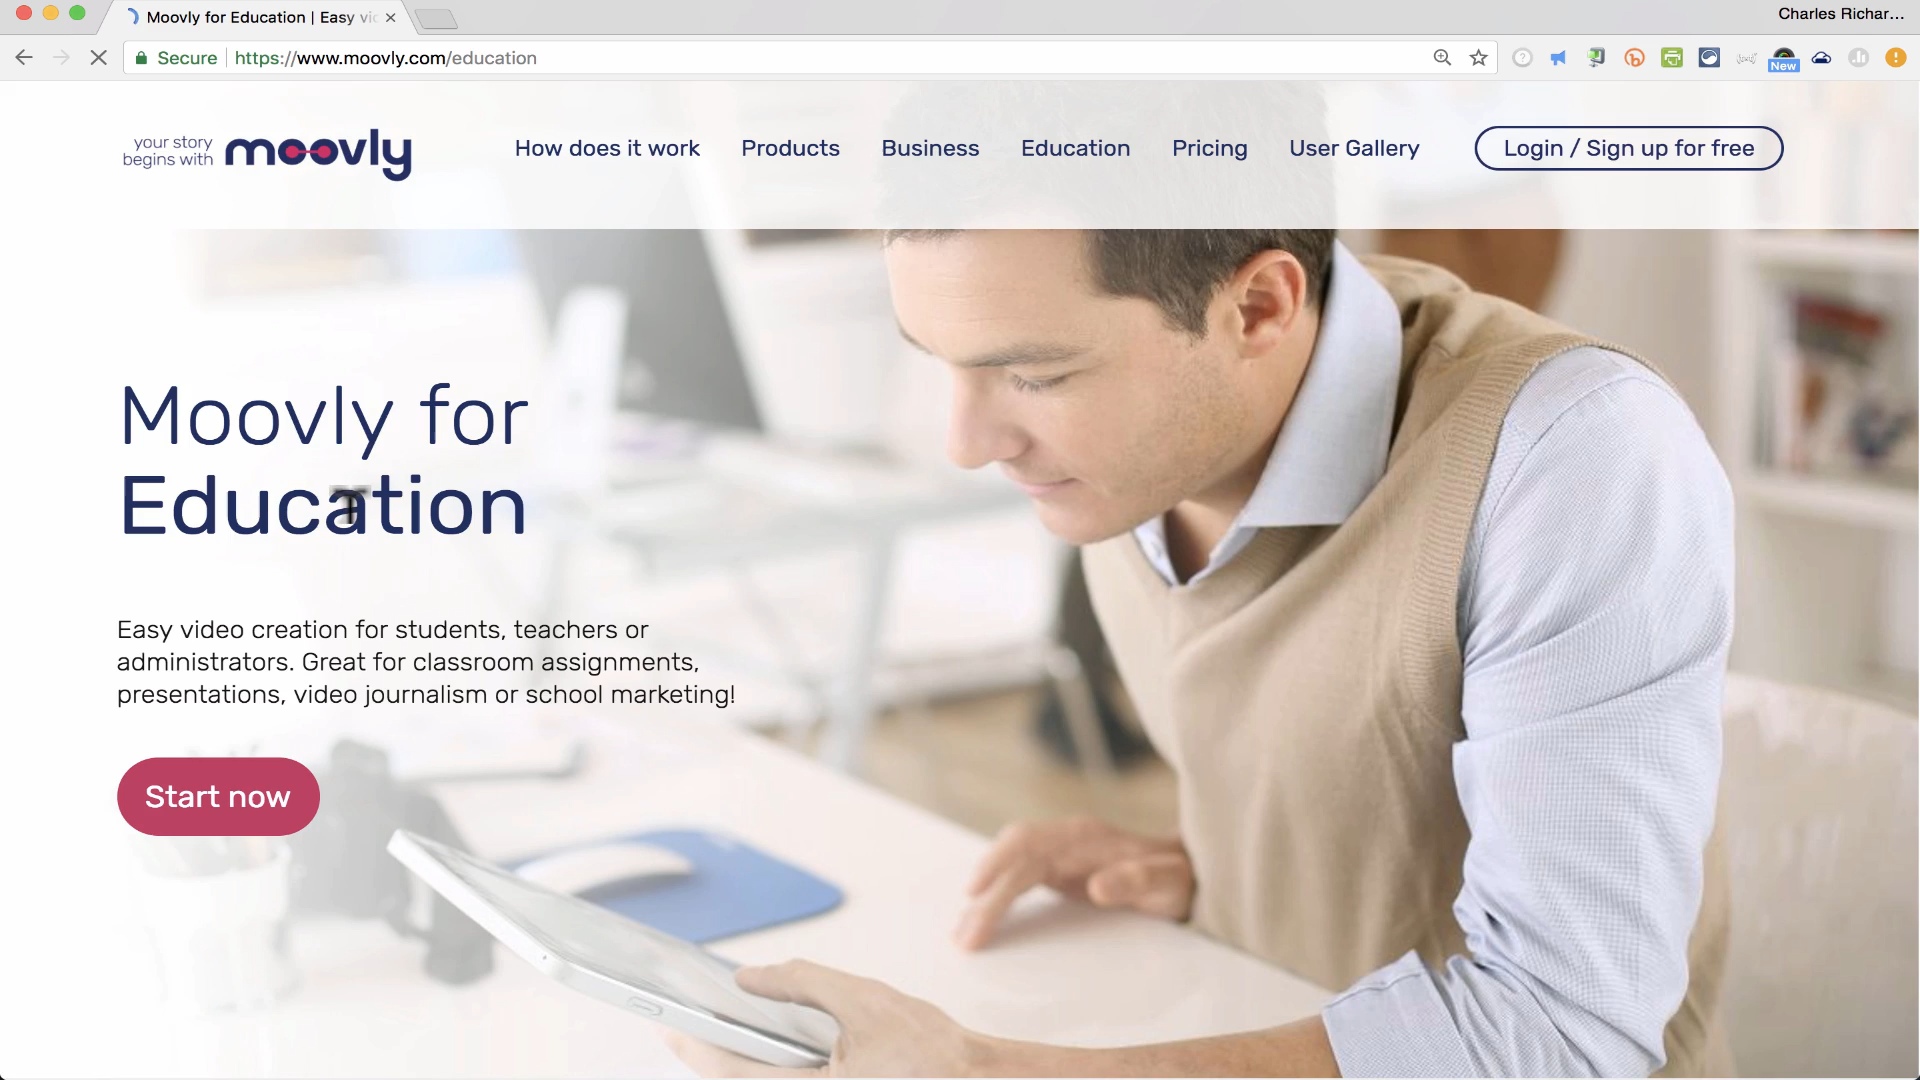 Moovly for Education | Easy vi
Charles Richar...
Secure
https://www.moovly.com/education
New
your story
begins with
moovly
How does it work
Products
Business
Education
Pricing
User Gallery
Login / Sign up for free
Moovly for
Education
Easy video creation for students, teachers or
administrators. Great for classroom assignments,
presentations, video journalism or school marketing!
Start now